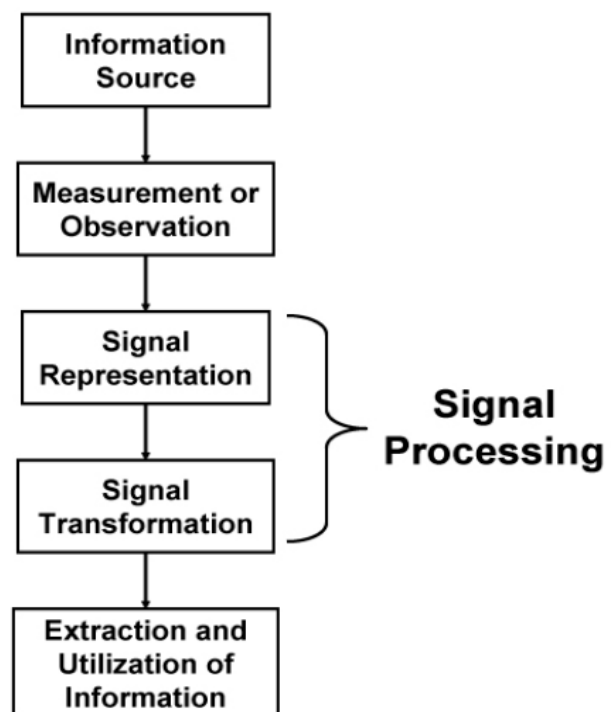 Information
Source
Measurement or
Observation
Signal
Representation
Signal
Transformation
Signal
Processing
Extraction and
Utilization of
Information